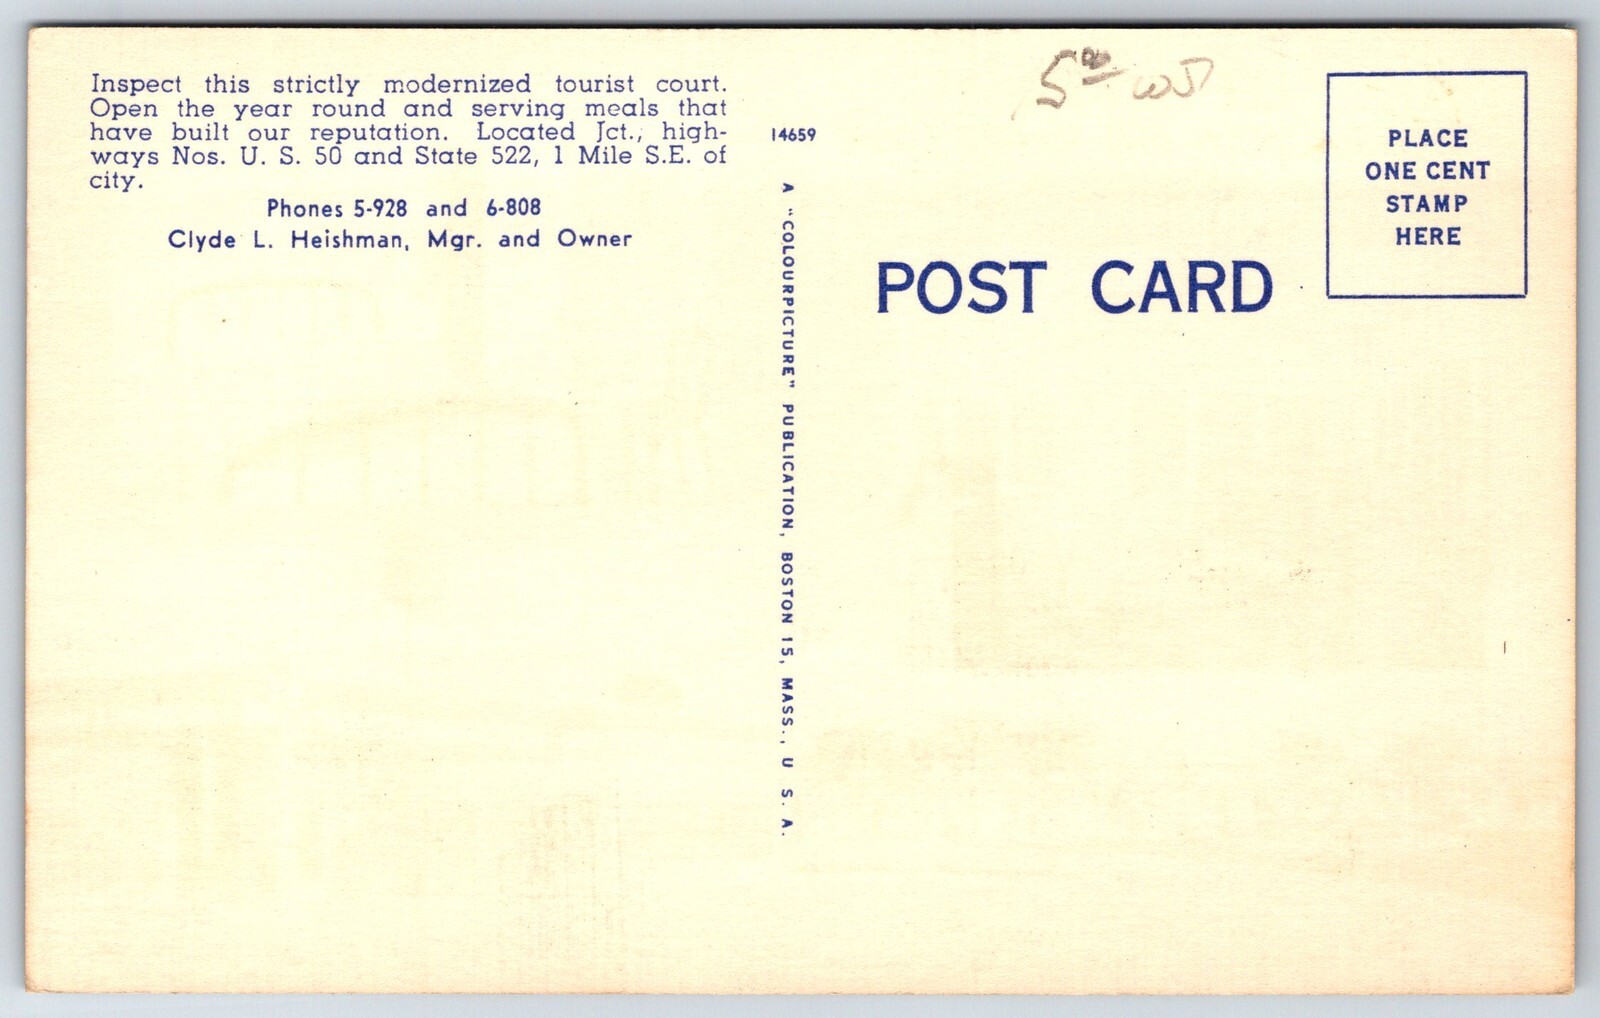 Inspect this strictly modernized tourist court.
Open the year round and serving meals that
have built our reputation. Located Jct., high-
ways Nos. U. S. 50 and State 522, 1 Mile S.E. of
city.
Phones 5-928 and 6-808
Clyde L. Heishman, Mgr. and Owner
14659
A "COLOURPICTURE" PUBLICATION, BOSTON 15, MASS., U S. A.
POST CARD
PLACE
ONE CENT
STAMP
HERE